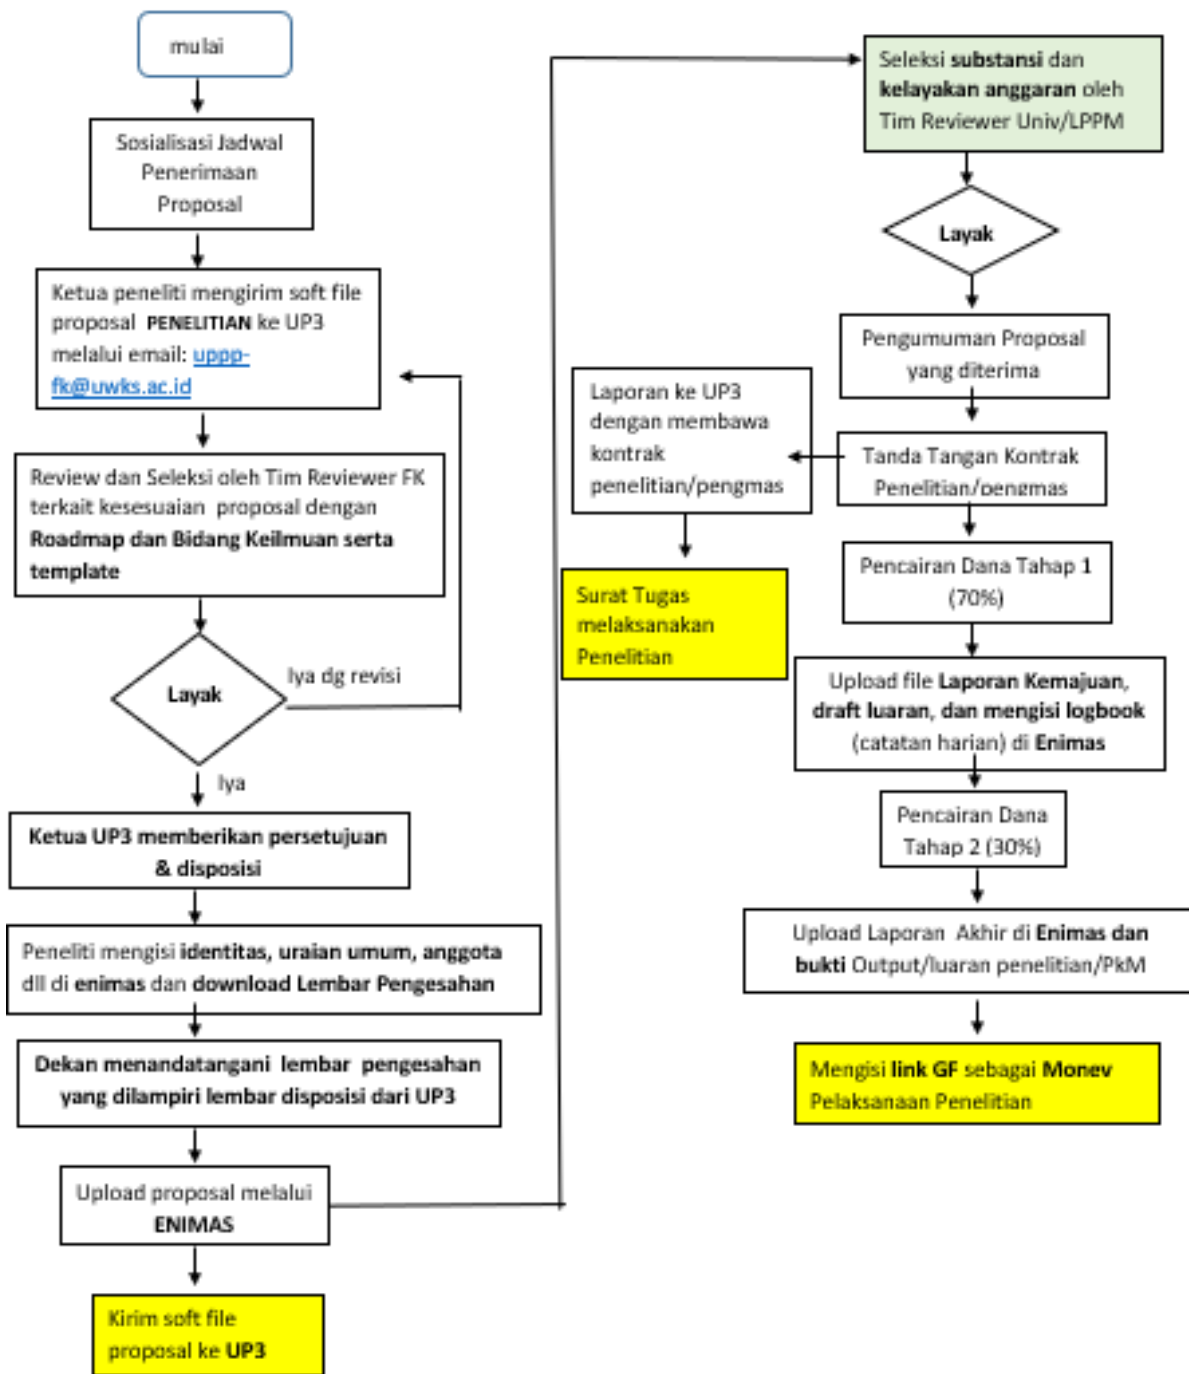 mulai
Sosialisasi Jadwal
Penerimaan
Proposal
Ketua peneliti mengirim soft file
proposal PENELITIAN ke UP3
melalui email: uppp-
fk@uwks.ac.id
Review dan Seleksi oleh Tim Reviewer FK
terkait kesesuaian proposal dengan
Roadmap dan Bidang Keilmuan serta
template
Layak
Iya dg revisi
Iya
Ketua UP3 memberikan persetujuan
& disposisi
Peneliti mengisi identitas, uraian umum, anggota
dll di enimas dan download Lembar Pengesahan
Dekan menandatangani lembar pengesahan
yang dilampiri lembar disposisi dari UP3
Upload proposal melalui
ENIMAS
Kirim soft file
proposal ke UP3
Seleksi substansi dan
kelayakan anggaran oleh
Tim Reviewer Univ/LPPM
Layak
Pengumuman Proposal
yang diterima
Tanda Tangan Kontrak
Penelitian/pengmas
Laporan ke UP3
dengan membawa
kontrak
penelitian/pengmas
Surat Tugas
melaksanakan
Penelitian
Pencairan Dana Tahap 1
(70%)
Upload file Laporan Kemajuan,
draft luaran, dan mengisi logbook
(catatan harian) di Enimas
Pencairan Dana
Tahap 2 (30%)
Upload Laporan Akhir di Enimas dan
bukti Output/luaran penelitian/PkM
Mengisi link GF sebagai Monev
Pelaksanaan Penelitian